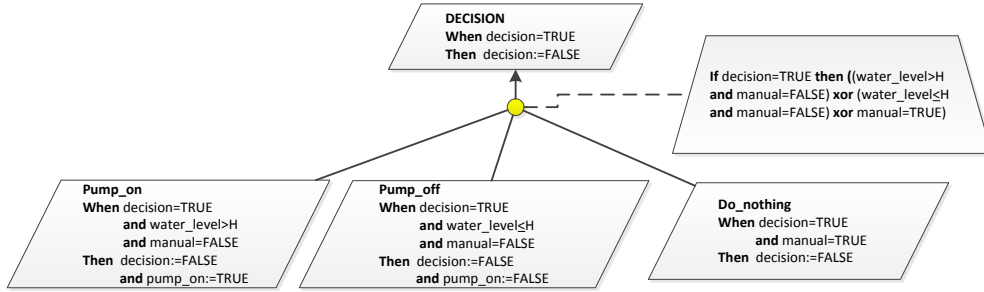 DECISION
When decision=TRUE
Then decision:=FALSE
If decision=TRUE then ((water_level>H
and manual=FALSE) xor (water_level≤H
and manual=FALSE) xor manual=TRUE)
Pump_on
When decision=TRUE
and water_level>H
and manual=FALSE
Then decision:=FALSE
and pump_on:=TRUE
Pump_off
When decision=TRUE
and water_level≤H
and manual=FALSE
Then decision:=FALSE
and pump_on:=FALSE
Do_nothing
When decision=TRUE
and manual=TRUE
Then decision:=FALSE